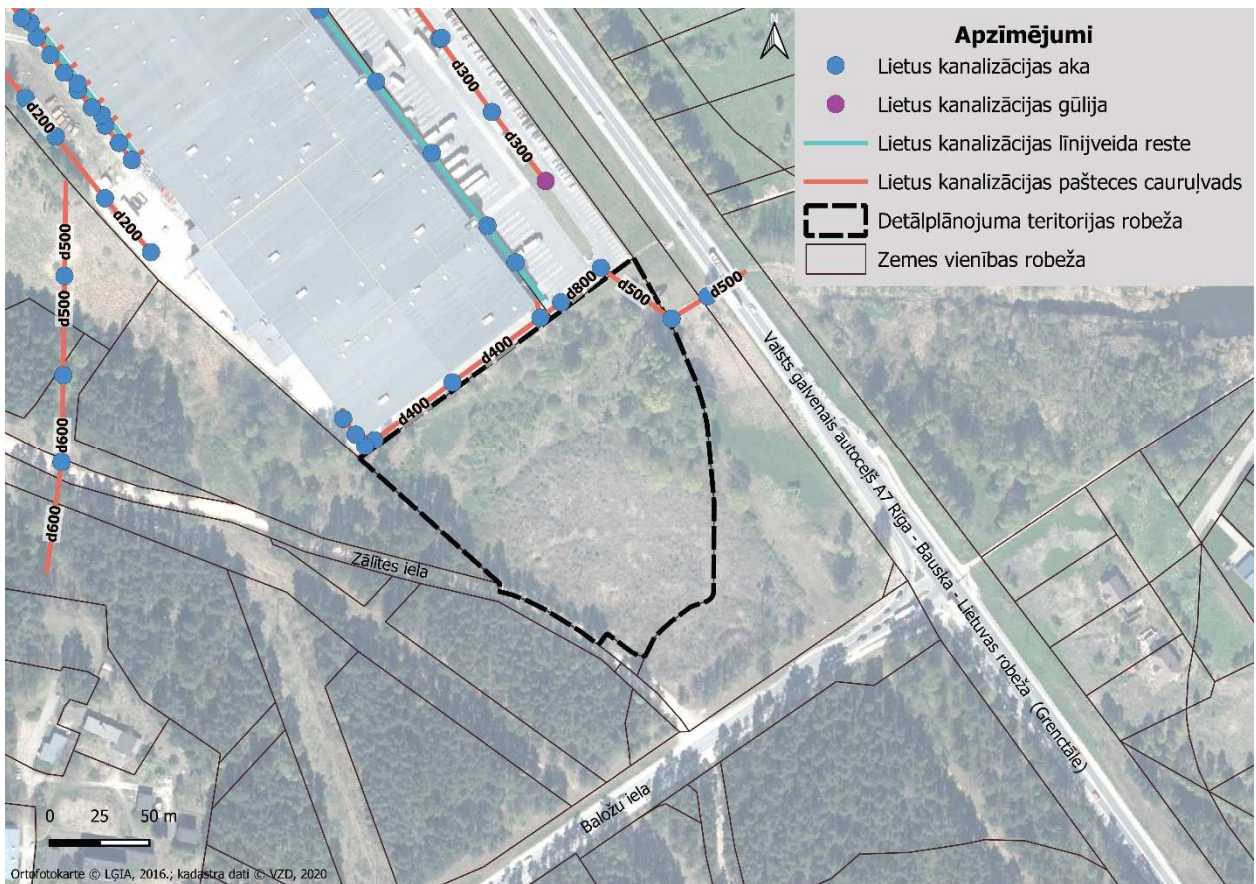 N
Apzīmējumi
Lietus kanalizācijas aka
Lietus kanalizācijas gūlija
Lietus kanalizācijas līnijveida reste
Lietus kanalizācijas pašteces cauruļvads
Detālplānojuma teritorijas robeža
Zemes vienības robeža
d300
d300
d200
d200
d500
d500
d600
d600
d800
d500
d500
d400
d400
Valsts galvenais autoceļš A7 Rīga - Bauska - Lietuvas robeža (Grenctāle)
Zālītes iela
Baložu iela
0 25 50 m
Ortofotokarte © LĢIA, 2016.; kadastra dati © VZD, 2020